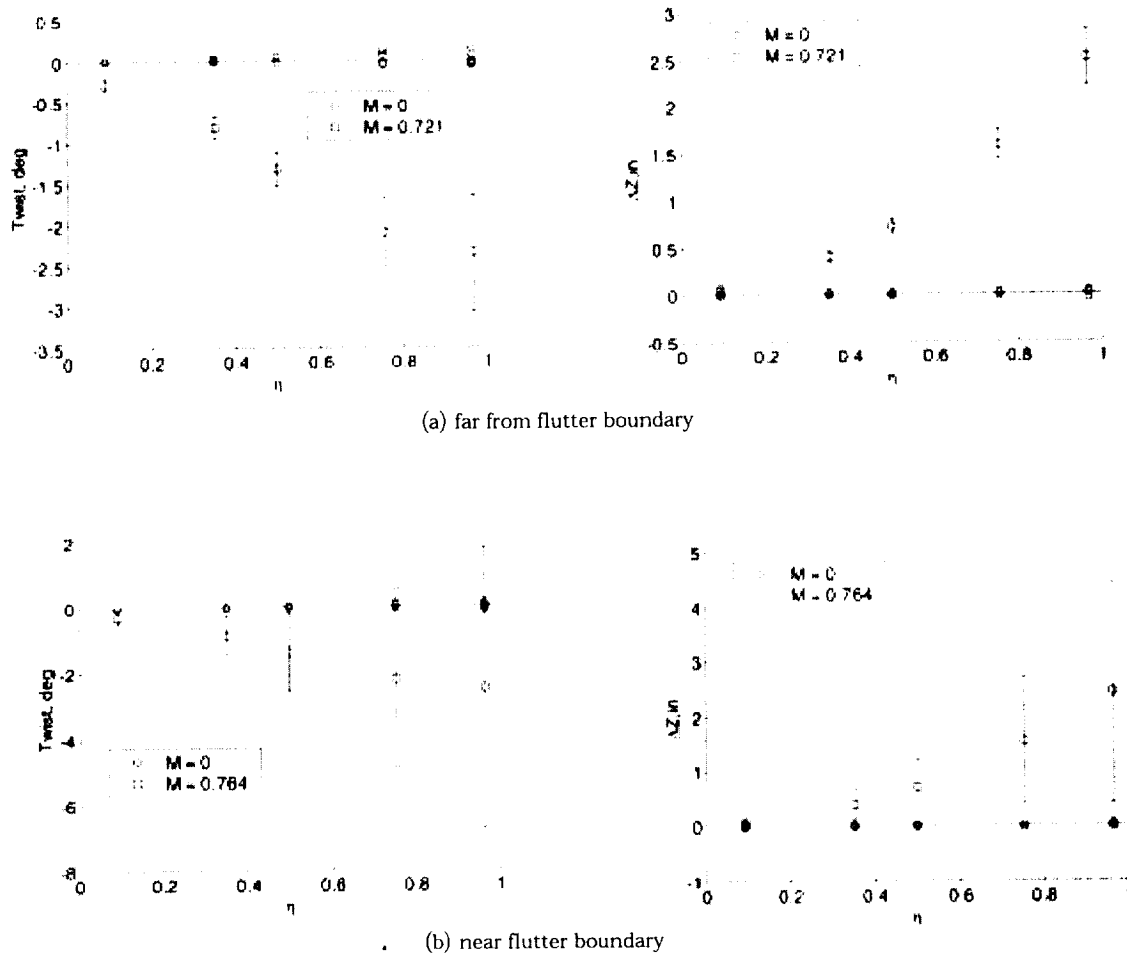 0.5
0
-0.5
-1
-1.5
-2
-2.5
-3
-3.5
Twist, deg
M = 0
M = 0.721
0 0.2 0.4 0.6 0.8 1
η
3
2.5
2
1.5
1
0.5
0
-0.5
ΔZ, in
M = 0
M = 0.721
0 0.2 0.4 0.6 0.8 1
η
(a) far from flutter boundary
2
0
-2
-4
-6
-8
Twist, deg
M = 0
M = 0.764
0 0.2 0.4 0.6 0.8 1
η
5
4
3
2
1
0
-1
ΔZ, in
M = 0
M = 0.764
0 0.2 0.4 0.6 0.8
η
(b) near flutter boundary